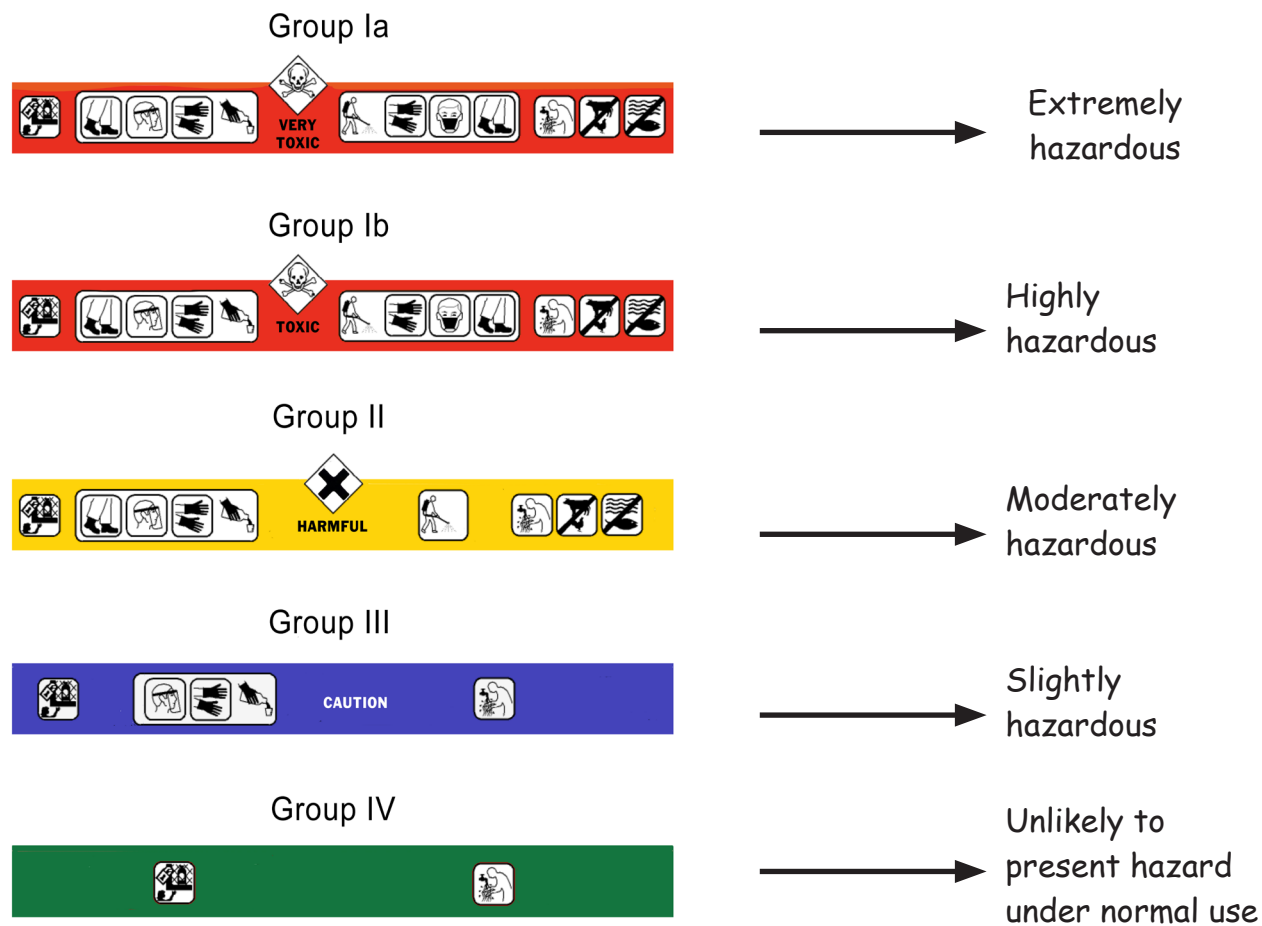 Group Ia
VERY
TOXIC
Extremely
hazardous
Group Ib
TOXIC
Highly
hazardous
Group II
HARMFUL
Moderately
hazardous
Group III
CAUTION
Slightly
hazardous
Group IV
Unlikely to
present hazard
under normal use